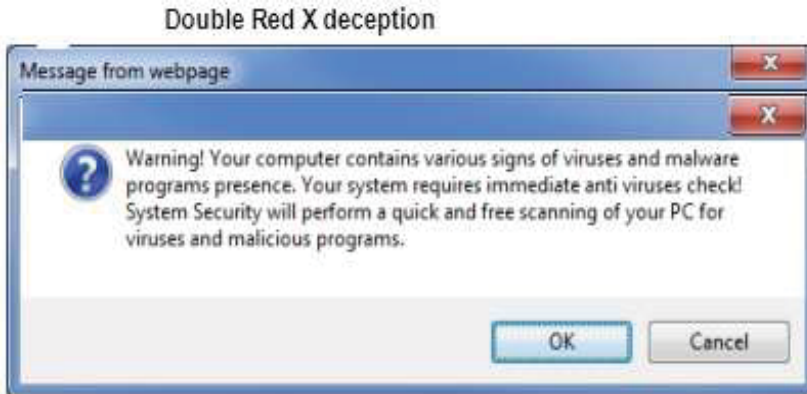 Double Red X deception
Message from webpage
X
X
?
Warning! Your computer contains various signs of viruses and malware
programs presence. Your system requires immediate anti viruses check!
System Security will perform a quick and free scanning of your PC for
viruses and malicious programs.
OK Cancel